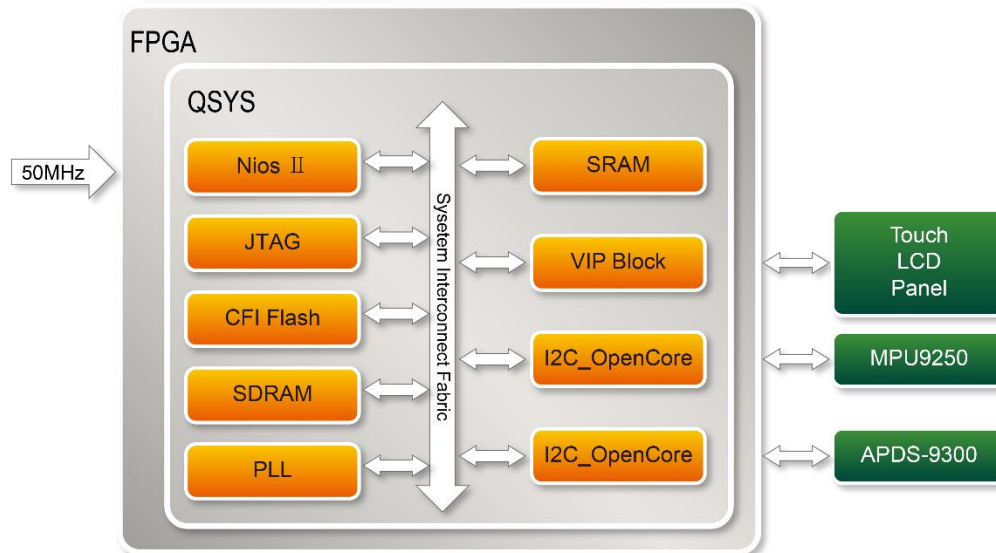 FPGA
QSYS
50MHz
Nios Ⅱ
JTAG
CFI Flash
SDRAM
PLL
Sysetem Interconnect Fabric
SRAM
VIP Block
I2C_OpenCore
I2C_OpenCore
Touch
LCD
Panel
MPU9250
APDS-9300